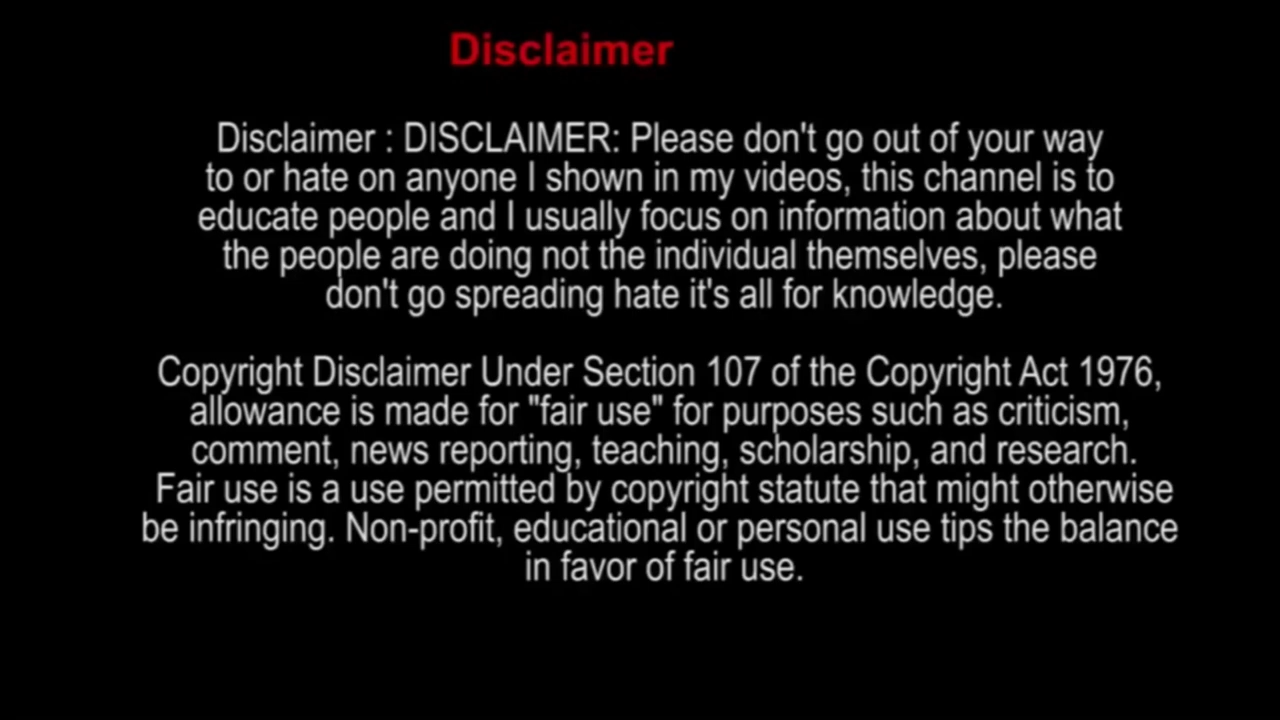 Disclaimer
Disclaimer : DISCLAIMER: Please don't go out of your way
to or hate on anyone I shown in my videos, this channel is to
educate people and I usually focus on information about what
the people are doing not the individual themselves, please
don't go spreading hate it's all for knowledge.
Copyright Disclaimer Under Section 107 of the Copyright Act 1976,
allowance is made for "fair use" for purposes such as criticism,
comment, news reporting, teaching, scholarship, and research.
Fair use is a use permitted by copyright statute that might otherwise
be infringing. Non-profit, educational or personal use tips the balance
in favor of fair use.